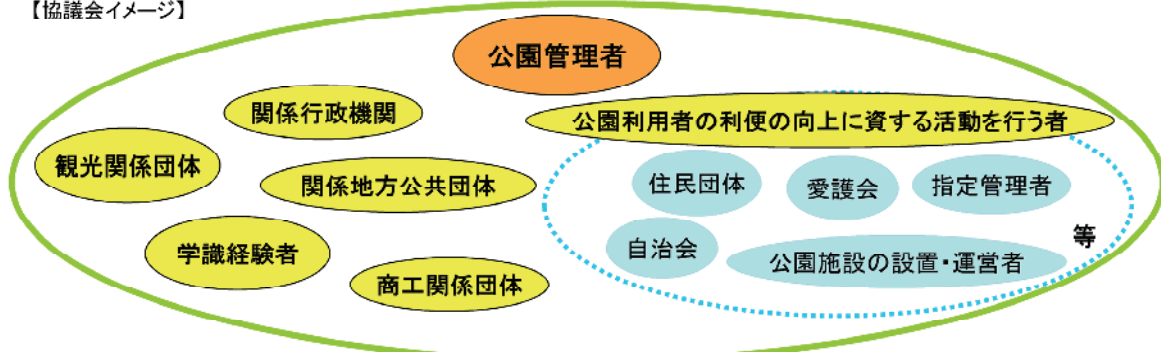 【協議会イメージ】
公園管理者
関係行政機関
公園利用者の利便の向上に資する活動を行う者
観光関係団体
関係地方公共団体
住民団体
愛護会
指定管理者
学識経験者
自治会
等
公園施設の設置・運営者
商工関係団体